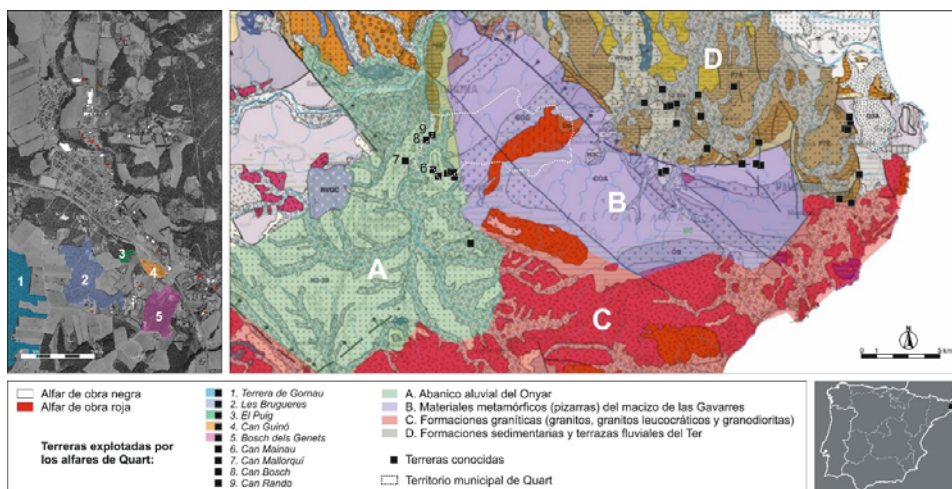 1
2
3
4
5
A
B
C
D
9
8
7
6
N
0 1 5 km
Alfar de obra negra
Alfar de obra roja
Terreras explotadas por
los alfares de Quart:
1. Terrera de Gornau
2. Les Brugueres
3. El Puig
4. Can Guinó
5. Bosch dels Genets
6. Can Mainau
7. Can Mallorquí
8. Can Bosch
9. Can Rando
A. Abanico aluvial del Onyar
B. Materiales metamórficos (pizarras) del macizo de las Gavarres
C. Formaciones graníticas (granitos, granitos leucocráticos y granodioritas)
D. Formaciones sedimentarias y terrazas fluviales del Ter
Terreras conocidas
Territorio municipal de Quart